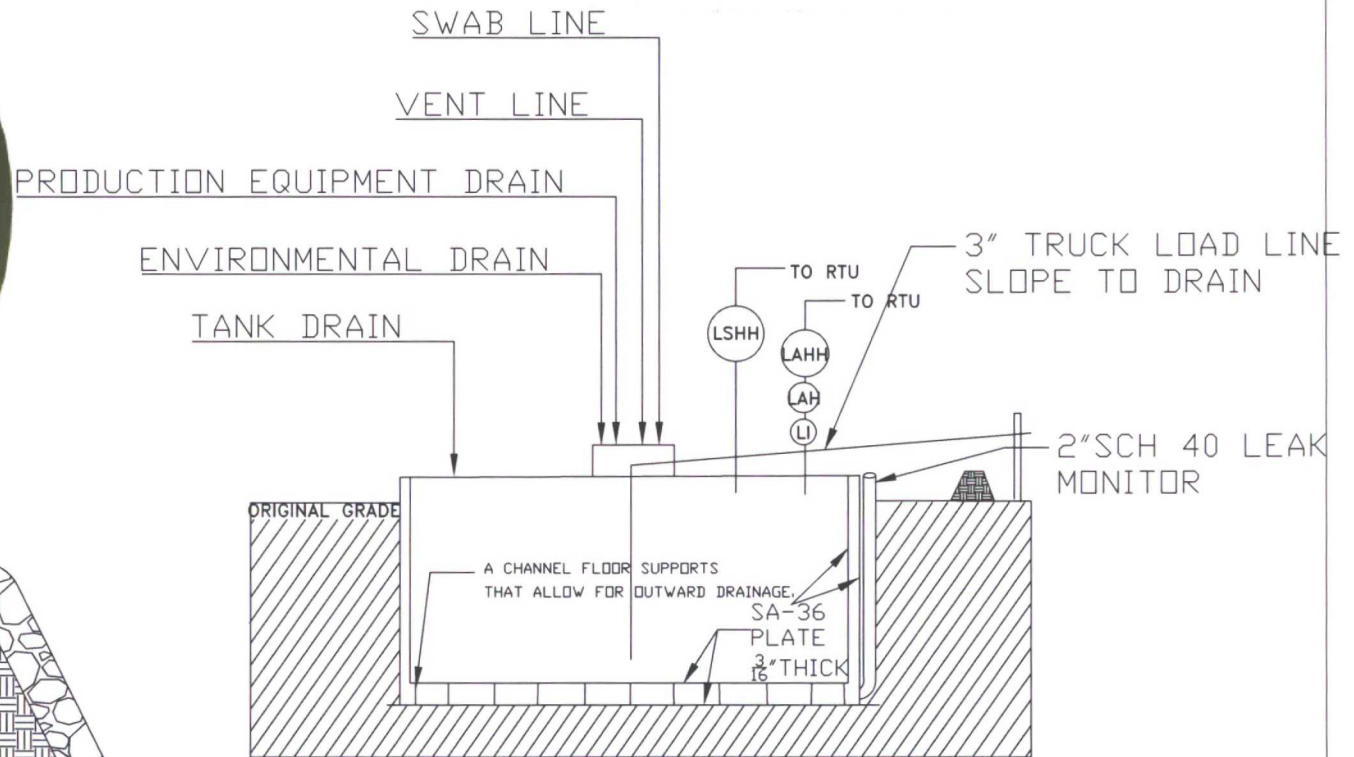 SWAB LINE
VENT LINE
PRODUCTION EQUIPMENT DRAIN
ENVIRONMENTAL DRAIN
TANK DRAIN
TO RTU
TO RTU
3" TRUCK LOAD LINE
SLOPE TO DRAIN
LSHH
LAHH
LAH
LI
2"SCH 40 LEAK
MONITOR
ORIGINAL GRADE
A CHANNEL FLOOR SUPPORTS
THAT ALLOW FOR OUTWARD DRAINAGE.
SA-36
PLATE
3/16"THICK